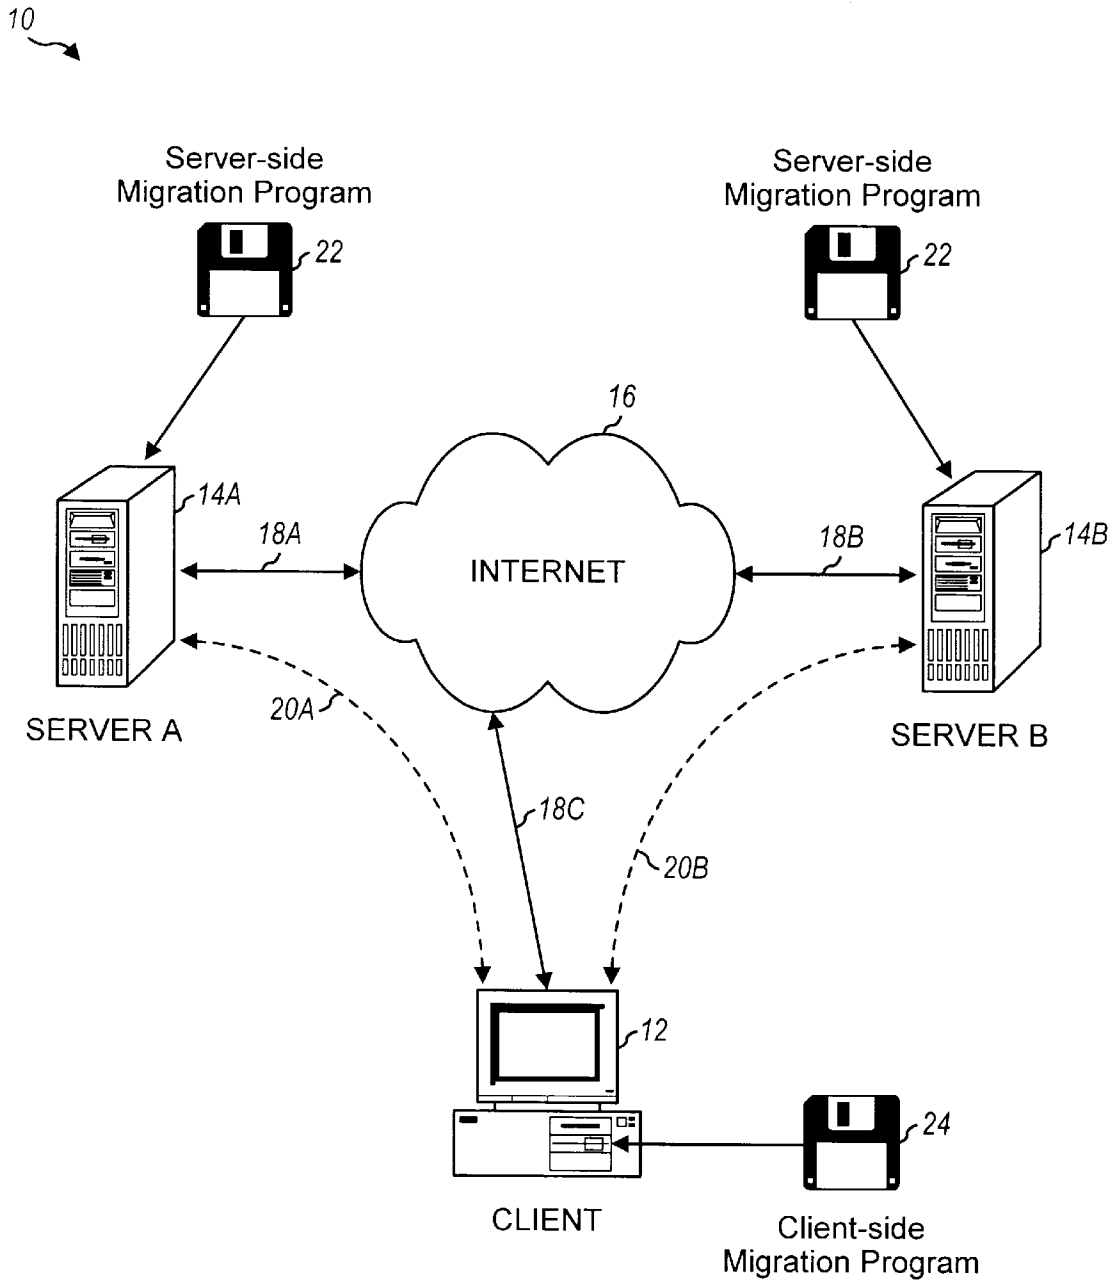 10
Server-side
Migration Program
22
Server-side
Migration Program
22
16
14A
18A
INTERNET
18B
14B
20A
SERVER A
SERVER B
18C
20B
12
24
CLIENT
Client-side
Migration Program